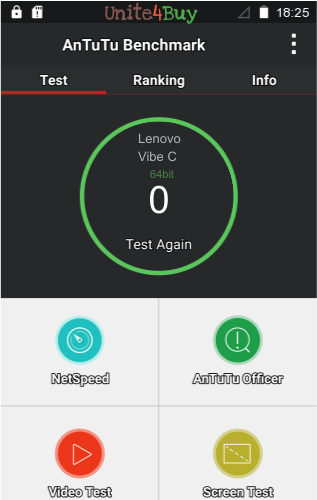 Unite4Buy
18:25
AnTuTu Benchmark
Test Ranking Info
Lenovo
Vibe C
64bit
0
Test Again
NetSpeed AnTuTu Officer
Video Test Screen Test